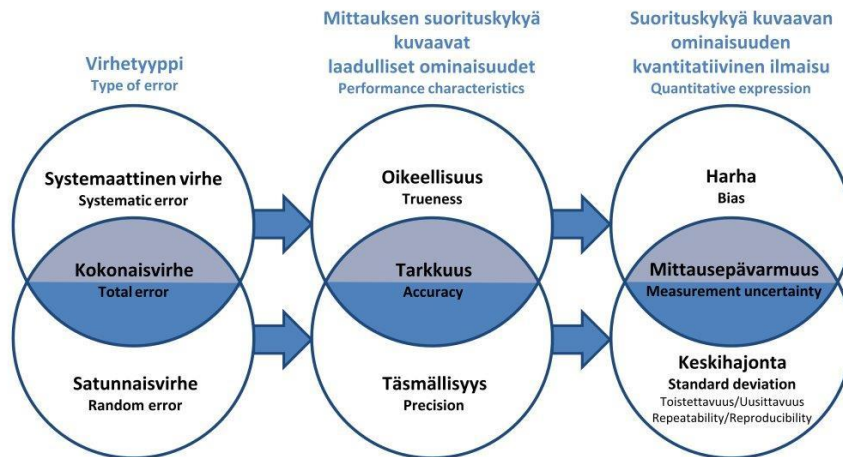 Virhetyyppi
Type of error
Mittauksen suorituskykyä
kuvaavat
laadulliset ominaisuudet
Performance characteristics
Suorituskykyä kuvaavan
ominaisuuden
kvantitatiivinen ilmaisu
Quantitative expression
Systemaattinen virhe
Systematic error
Kokonaisvirhe
Total error
Satunnaisvirhe
Random error
Oikeellisuus
Trueness
Tarkkuus
Accuracy
Täsmällisyys
Precision
Harha
Bias
Mittausepävarmuus
Measurement uncertainty
Keskihajonta
Standard deviation
Toistettavuus/Uusittavuus
Repeatability/Reproducibility